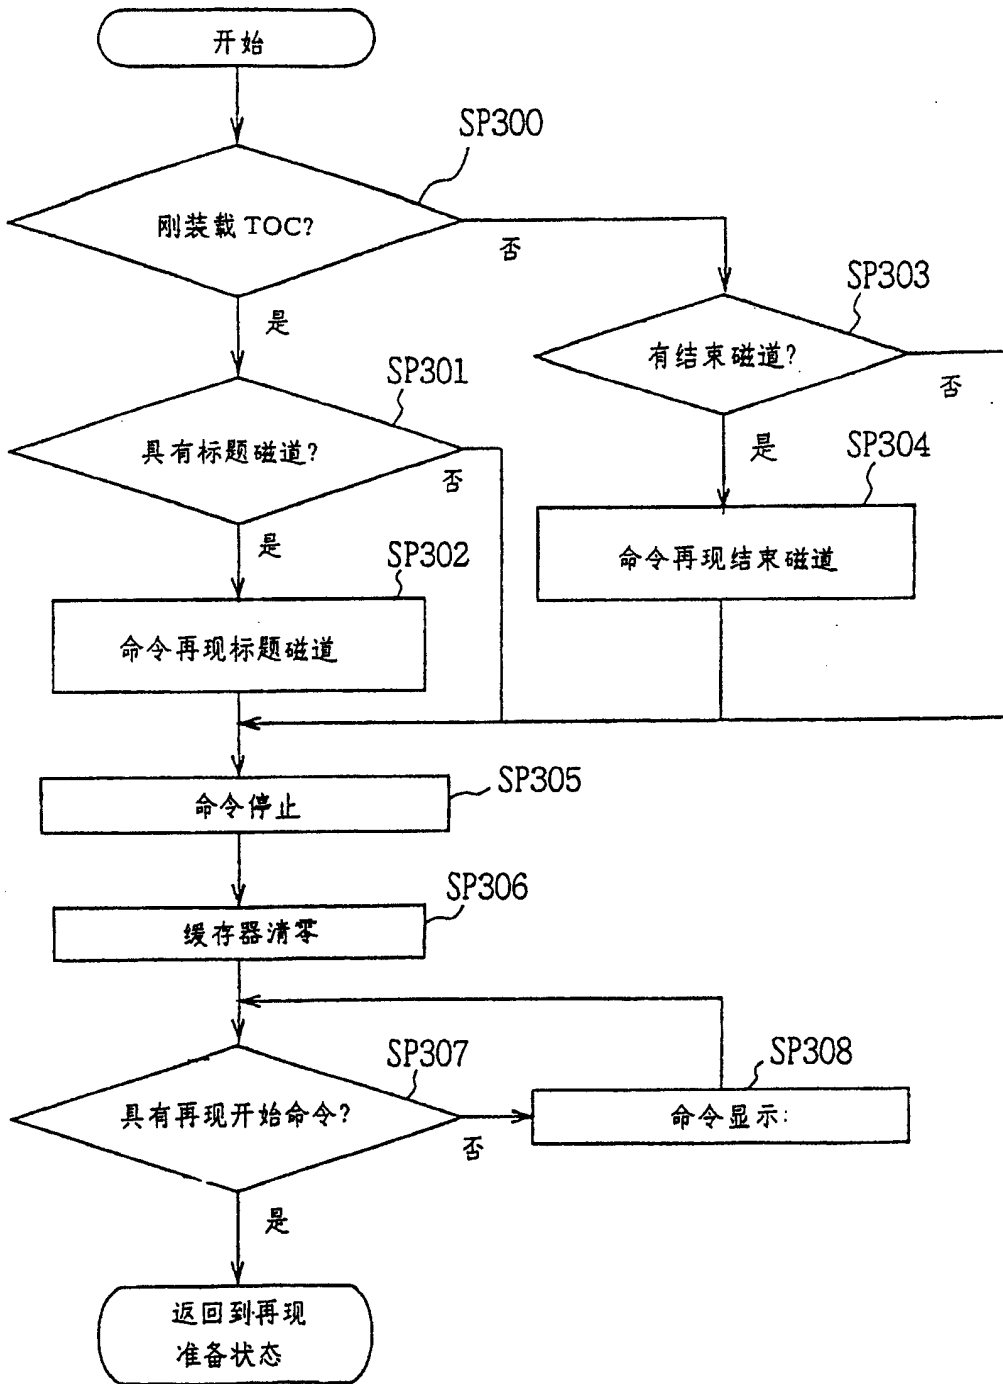 开始
SP300
刚装载 TOC?
否
SP303
是
有结束磁道?
SP301
否
具有标题磁道?
是
SP304
否
是
SP302
命令再现结束磁道
命令再现标题磁道
SP305
命令停止
SP306
缓存器清零
SP307
SP308
具有再现开始命令?
命令显示:
否
是
返回到再现
准备状态